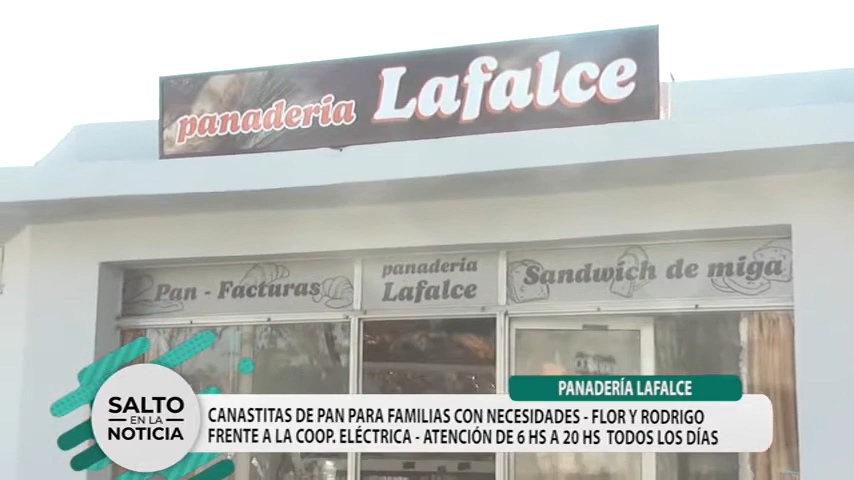 panaderia Lafalce
Pan - Facturas
panaderia
Lafalce
Sandwich de miga
PANADERÍA LAFALCE
SALTO
EN LA
NOTICIA
CANASTITAS DE PAN PARA FAMILIAS CON NECESIDADES - FLOR Y RODRIGO
FRENTE A LA COOP. ELÉCTRICA - ATENCIÓN DE 6 HS A 20 HS TODOS LOS DÍAS